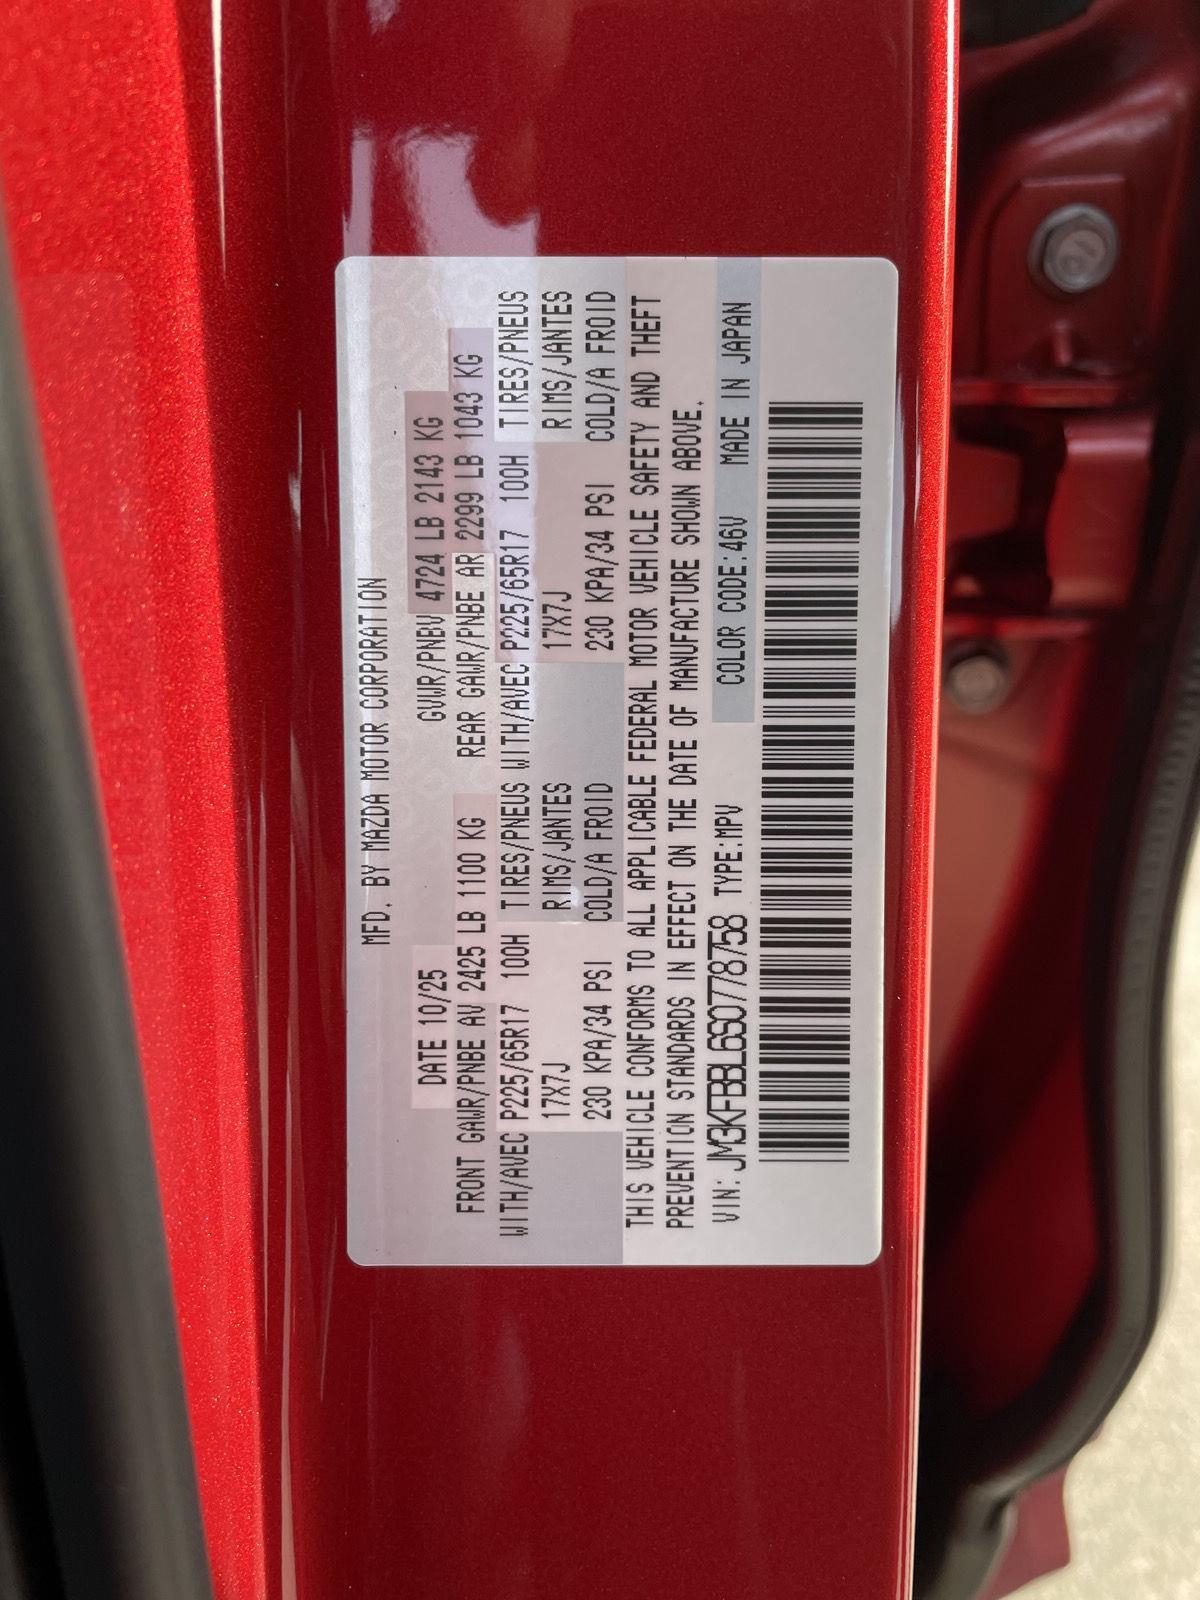 MFD. BY MAZDA MOTOR CORPORATION
DATE 10/25 GVWR/PNBV 4724 LB 2143 KG
FRONT GAWR/PNBE AV 2425 LB 1100 KG REAR GAWR/PNBE AR 2299 LB 1043 KG
WITH/AVEC P225/65R17 100H TIRES/PNEUS WITH/AVEC P225/65R17 100H TIRES/PNEUS
17X7J RIMS/JANTES 17X7J RIMS/JANTES
230 KPA/34 PSI COLD/A FROID 230 KPA/34 PSI COLD/A FROID
THIS VEHICLE CONFORMS TO ALL APPLICABLE FEDERAL MOTOR VEHICLE SAFETY AND THEFT
PREVENTION STANDARDS IN EFFECT ON THE DATE OF MANUFACTURE SHOWN ABOVE.
VIN: JM3KFBBL6S0778758 TYPE:MPV COLOR CODE:46V MADE IN JAPAN